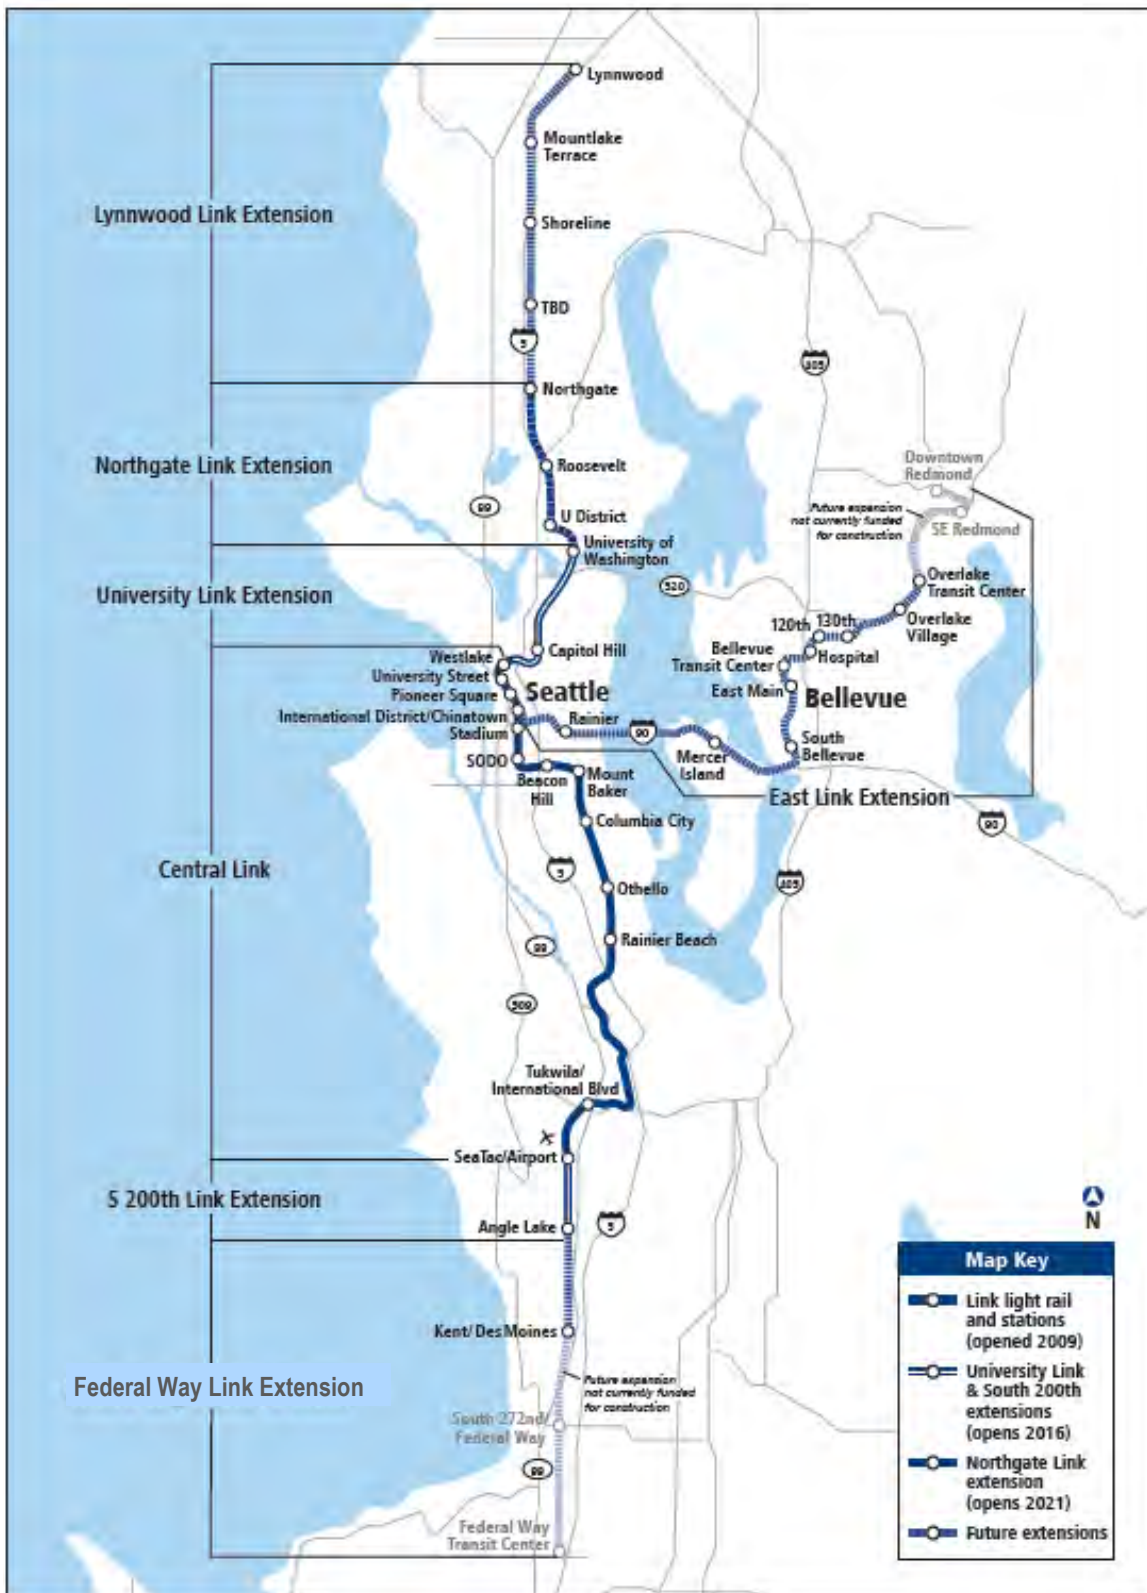 Lynnwood
Mountlake
Terrace
Lynnwood Link Extension
Shoreline
TBD
5
405
Northgate
Downtown
Redmond
Northgate Link Extension
Roosevelt
99
Future expansion
not currently funded
for construction
SE Redmond
U District
University of
Washington
520
Overlake
Transit Center
University Link Extension
120th
130th
Overlake
Village
Westlake
Capitol Hill
Bellevue
Transit Center
Hospital
University Street
Seattle
East Main
Bellevue
Pioneer Square
International District/Chinatown
Rainier
90
Stadium
Mercer
Island
South
Bellevue
SODO
Beacon
Hill
Mount
Baker
East Link Extension
Columbia City
90
Central Link
5
405
Othello
Rainier Beach
99
509
Tukwila/
International Blvd
SeaTac/Airport
S 200th Link Extension
Angle Lake
5
N
Kent/Des Moines
Federal Way Link Extension
Future expansion
not currently funded
for construction
South 272nd/
Federal Way
99
Federal Way
Transit Center
Map Key
Link light rail
and stations
(opened 2009)
University Link
& South 200th
extensions
(opens 2016)
Northgate Link
extension
(opens 2021)
Future extensions